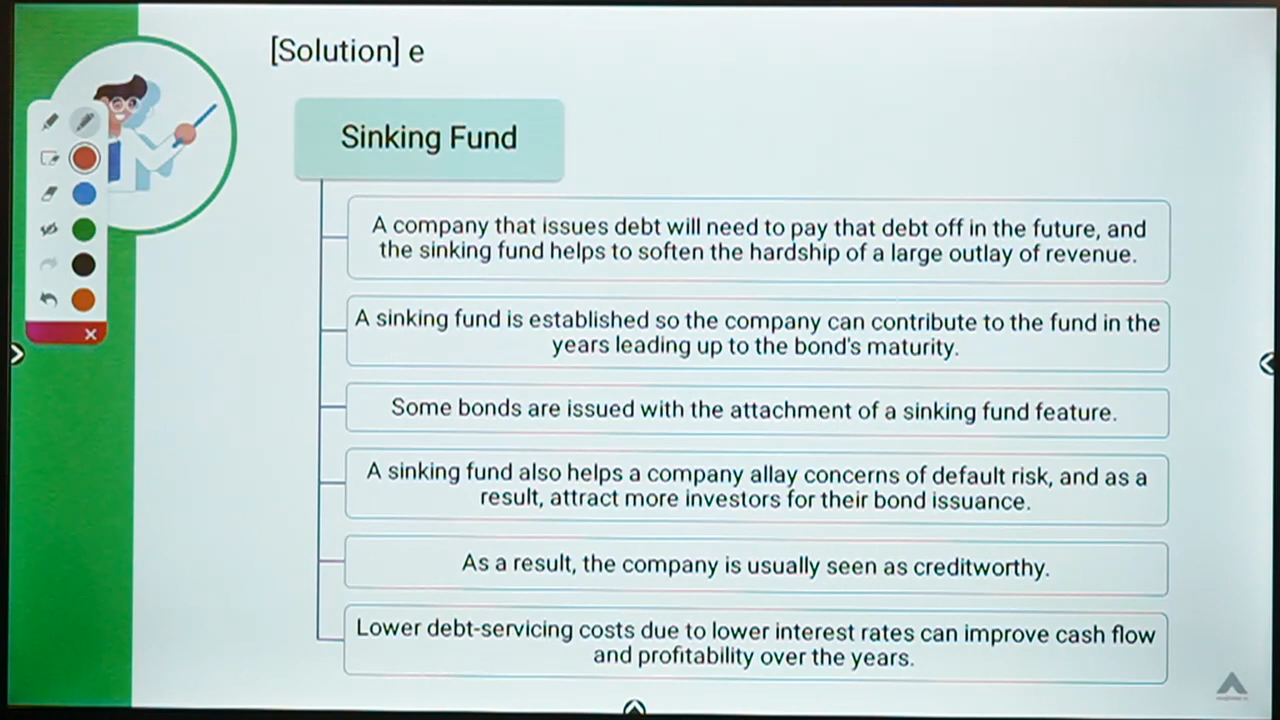 [Solution] e
Sinking Fund
A company that issues debt will need to pay that debt off in the future, and
the sinking fund helps to soften the hardship of a large outlay of revenue.
A sinking fund is established so the company can contribute to the fund in the
years leading up to the bond's maturity.
Some bonds are issued with the attachment of a sinking fund feature.
A sinking fund also helps a company allay concerns of default risk, and as a
result, attract more investors for their bond issuance.
As a result, the company is usually seen as creditworthy.
Lower debt-servicing costs due to lower interest rates can improve cash flow
and profitability over the years.